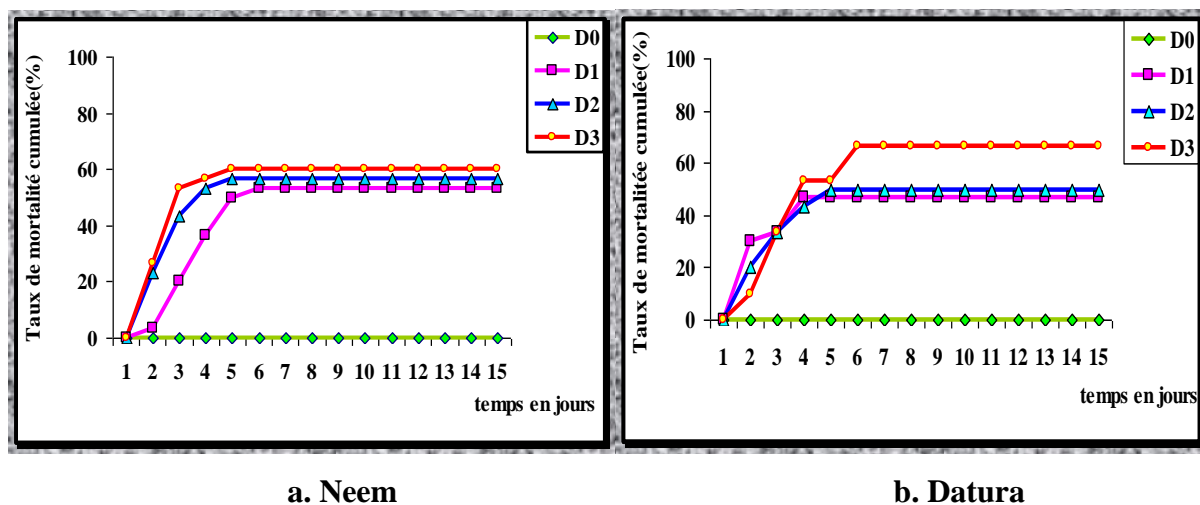 Taux de mortalité cumulée(%)
100
80
60
40
20
0
1 2 3 4 5 6 7 8 9 10 11 12 13 14 15
temps en jours
D0
D1
D2
D3
a. Neem
Taux de mortalitée cumulée(%)
100
80
60
40
20
0
1 2 3 4 5 6 7 8 9 10 11 12 13 14 15
temps en jours
D0
D1
D2
D3
b. Datura